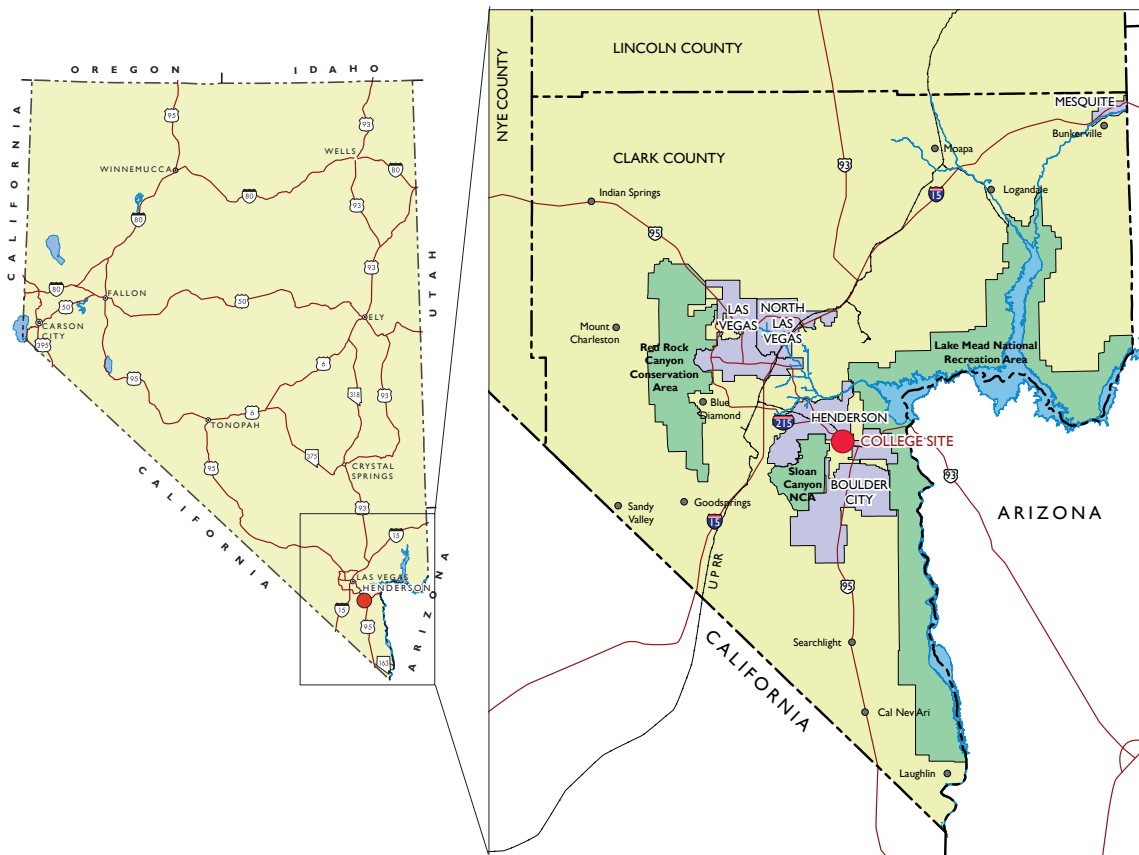 OREGON
IDAHO
CALIFORNIA
95
93
WINNEMUCCA
WELLS
80
80
93
80
UTAH
93
80
50
FALLON
50
ELY
CARSON
CITY
395
6
95
318
93
6
TONOPAH
375
CRYSTAL
SPRINGS
95
CALIFORNIA
93
15
LAS VEGAS
HENDERSON
15
95
163
ARIZONA
NYE COUNTY
LINCOLN COUNTY
CLARK COUNTY
MESQUITE
Bunkerville
Moapa
93
Logandale
15
Indian Springs
95
LAS
VEGAS
NORTH
LAS
VEGAS
Mount
Charleston
Red Rock
Canyon
Conservation
Area
Lake Mead National
Recreation Area
Blue
Diamond
215
HENDERSON
COLLEGE SITE
Sloan
Canyon
NCA
BOULDER
CITY
93
Sandy
Valley
Goodsprings
15
ARIZONA
UPRR
95
CALIFORNIA
Searchlight
Cal Nev Ari
Laughlin